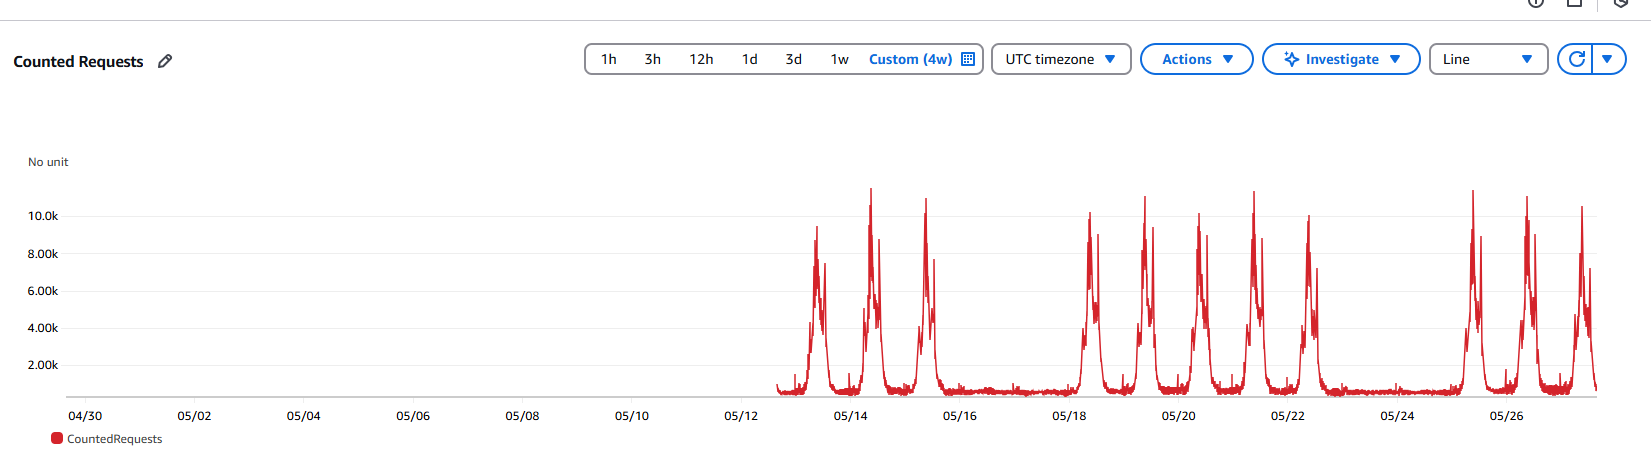 Counted Requests 1h 3h 12h 1d 3d 1w Custom (4w) UTC timezone Actions Investigate Line
No unit
10.0k
8.00k
6.00k
4.00k
2.00k
04/30 05/02 05/04 05/06 05/08 05/10 05/12 05/14 05/16 05/18 05/20 05/22 05/24 05/26
CountedRequests